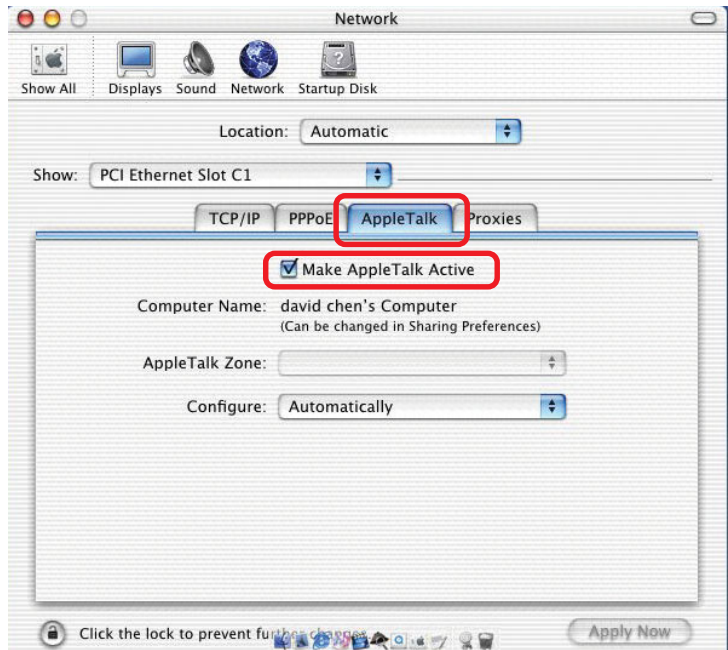 Network
Show All Displays Sound Network Startup Disk
Location: Automatic
Show: PCI Ethernet Slot C1
TCP/IP PPPoE AppleTalk Proxies
Make AppleTalk Active
Computer Name: david chen's Computer
(Can be changed in Sharing Preferences)
AppleTalk Zone:
Configure: Automatically
Click the lock to prevent further changes. Apply Now